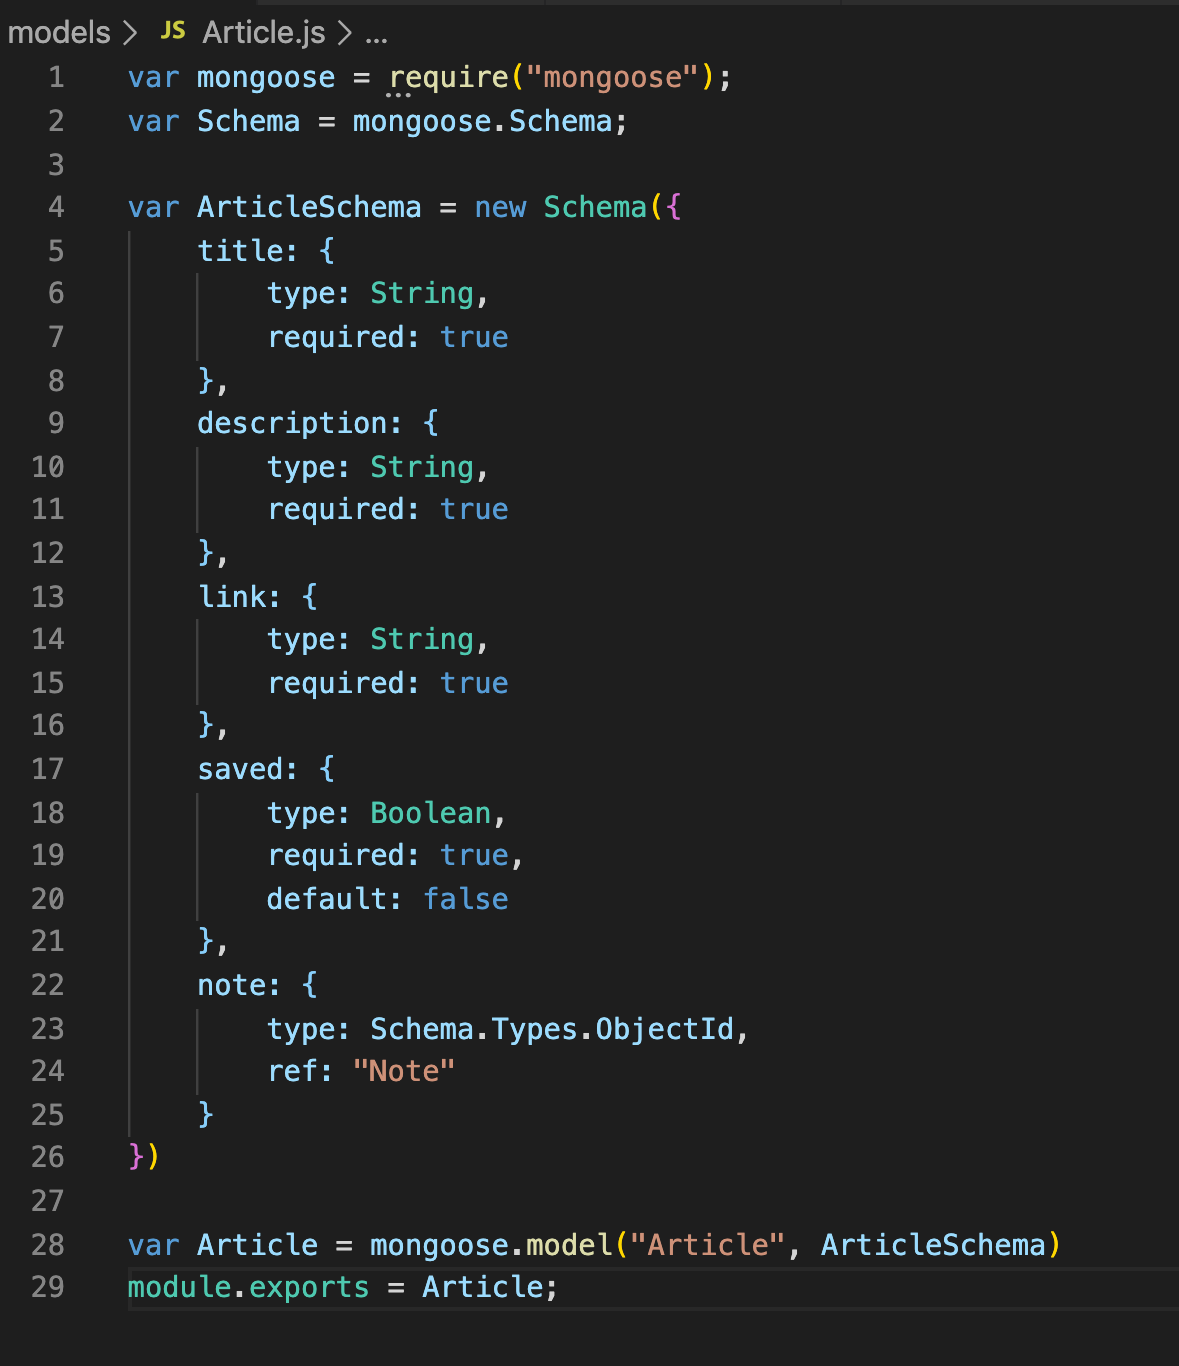 models > JS Article.js > ...
1 var mongoose = require("mongoose");
2 var Schema = mongoose.Schema;
3
4 var ArticleSchema = new Schema({
5     title: {
6         type: String,
7         required: true
8     },
9     description: {
10         type: String,
11         required: true
12     },
13     link: {
14         type: String,
15         required: true
16     },
17     saved: {
18         type: Boolean,
19         required: true,
20         default: false
21     },
22     note: {
23         type: Schema.Types.ObjectId,
24         ref: "Note"
25     }
26 })
27
28 var Article = mongoose.model("Article", ArticleSchema)
29 module.exports = Article;